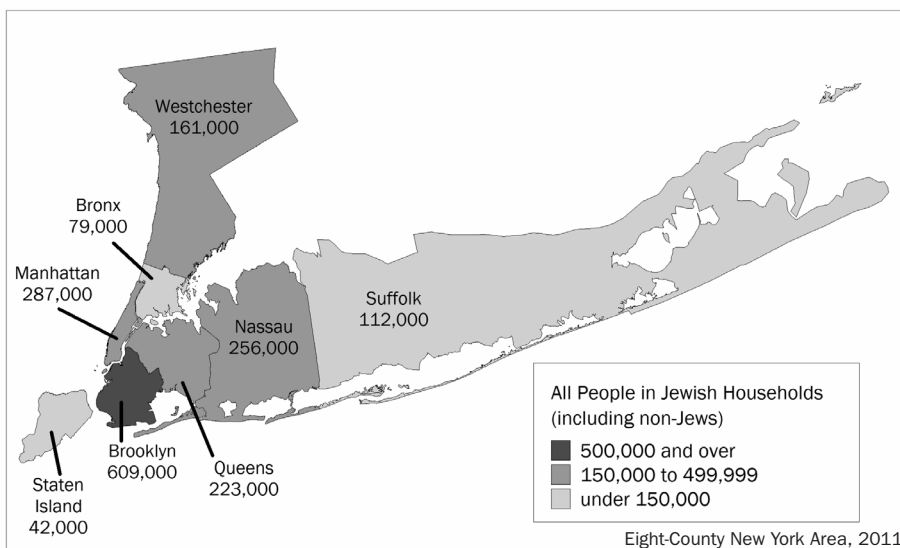 Westchester
161,000
Bronx
79,000
Manhattan
287,000
Suffolk
112,000
Nassau
256,000
Brooklyn
609,000
Queens
223,000
Staten
Island
42,000
All People in Jewish Households
(including non-Jews)
500,000 and over
150,000 to 499,999
under 150,000
Eight-County New York Area, 2011